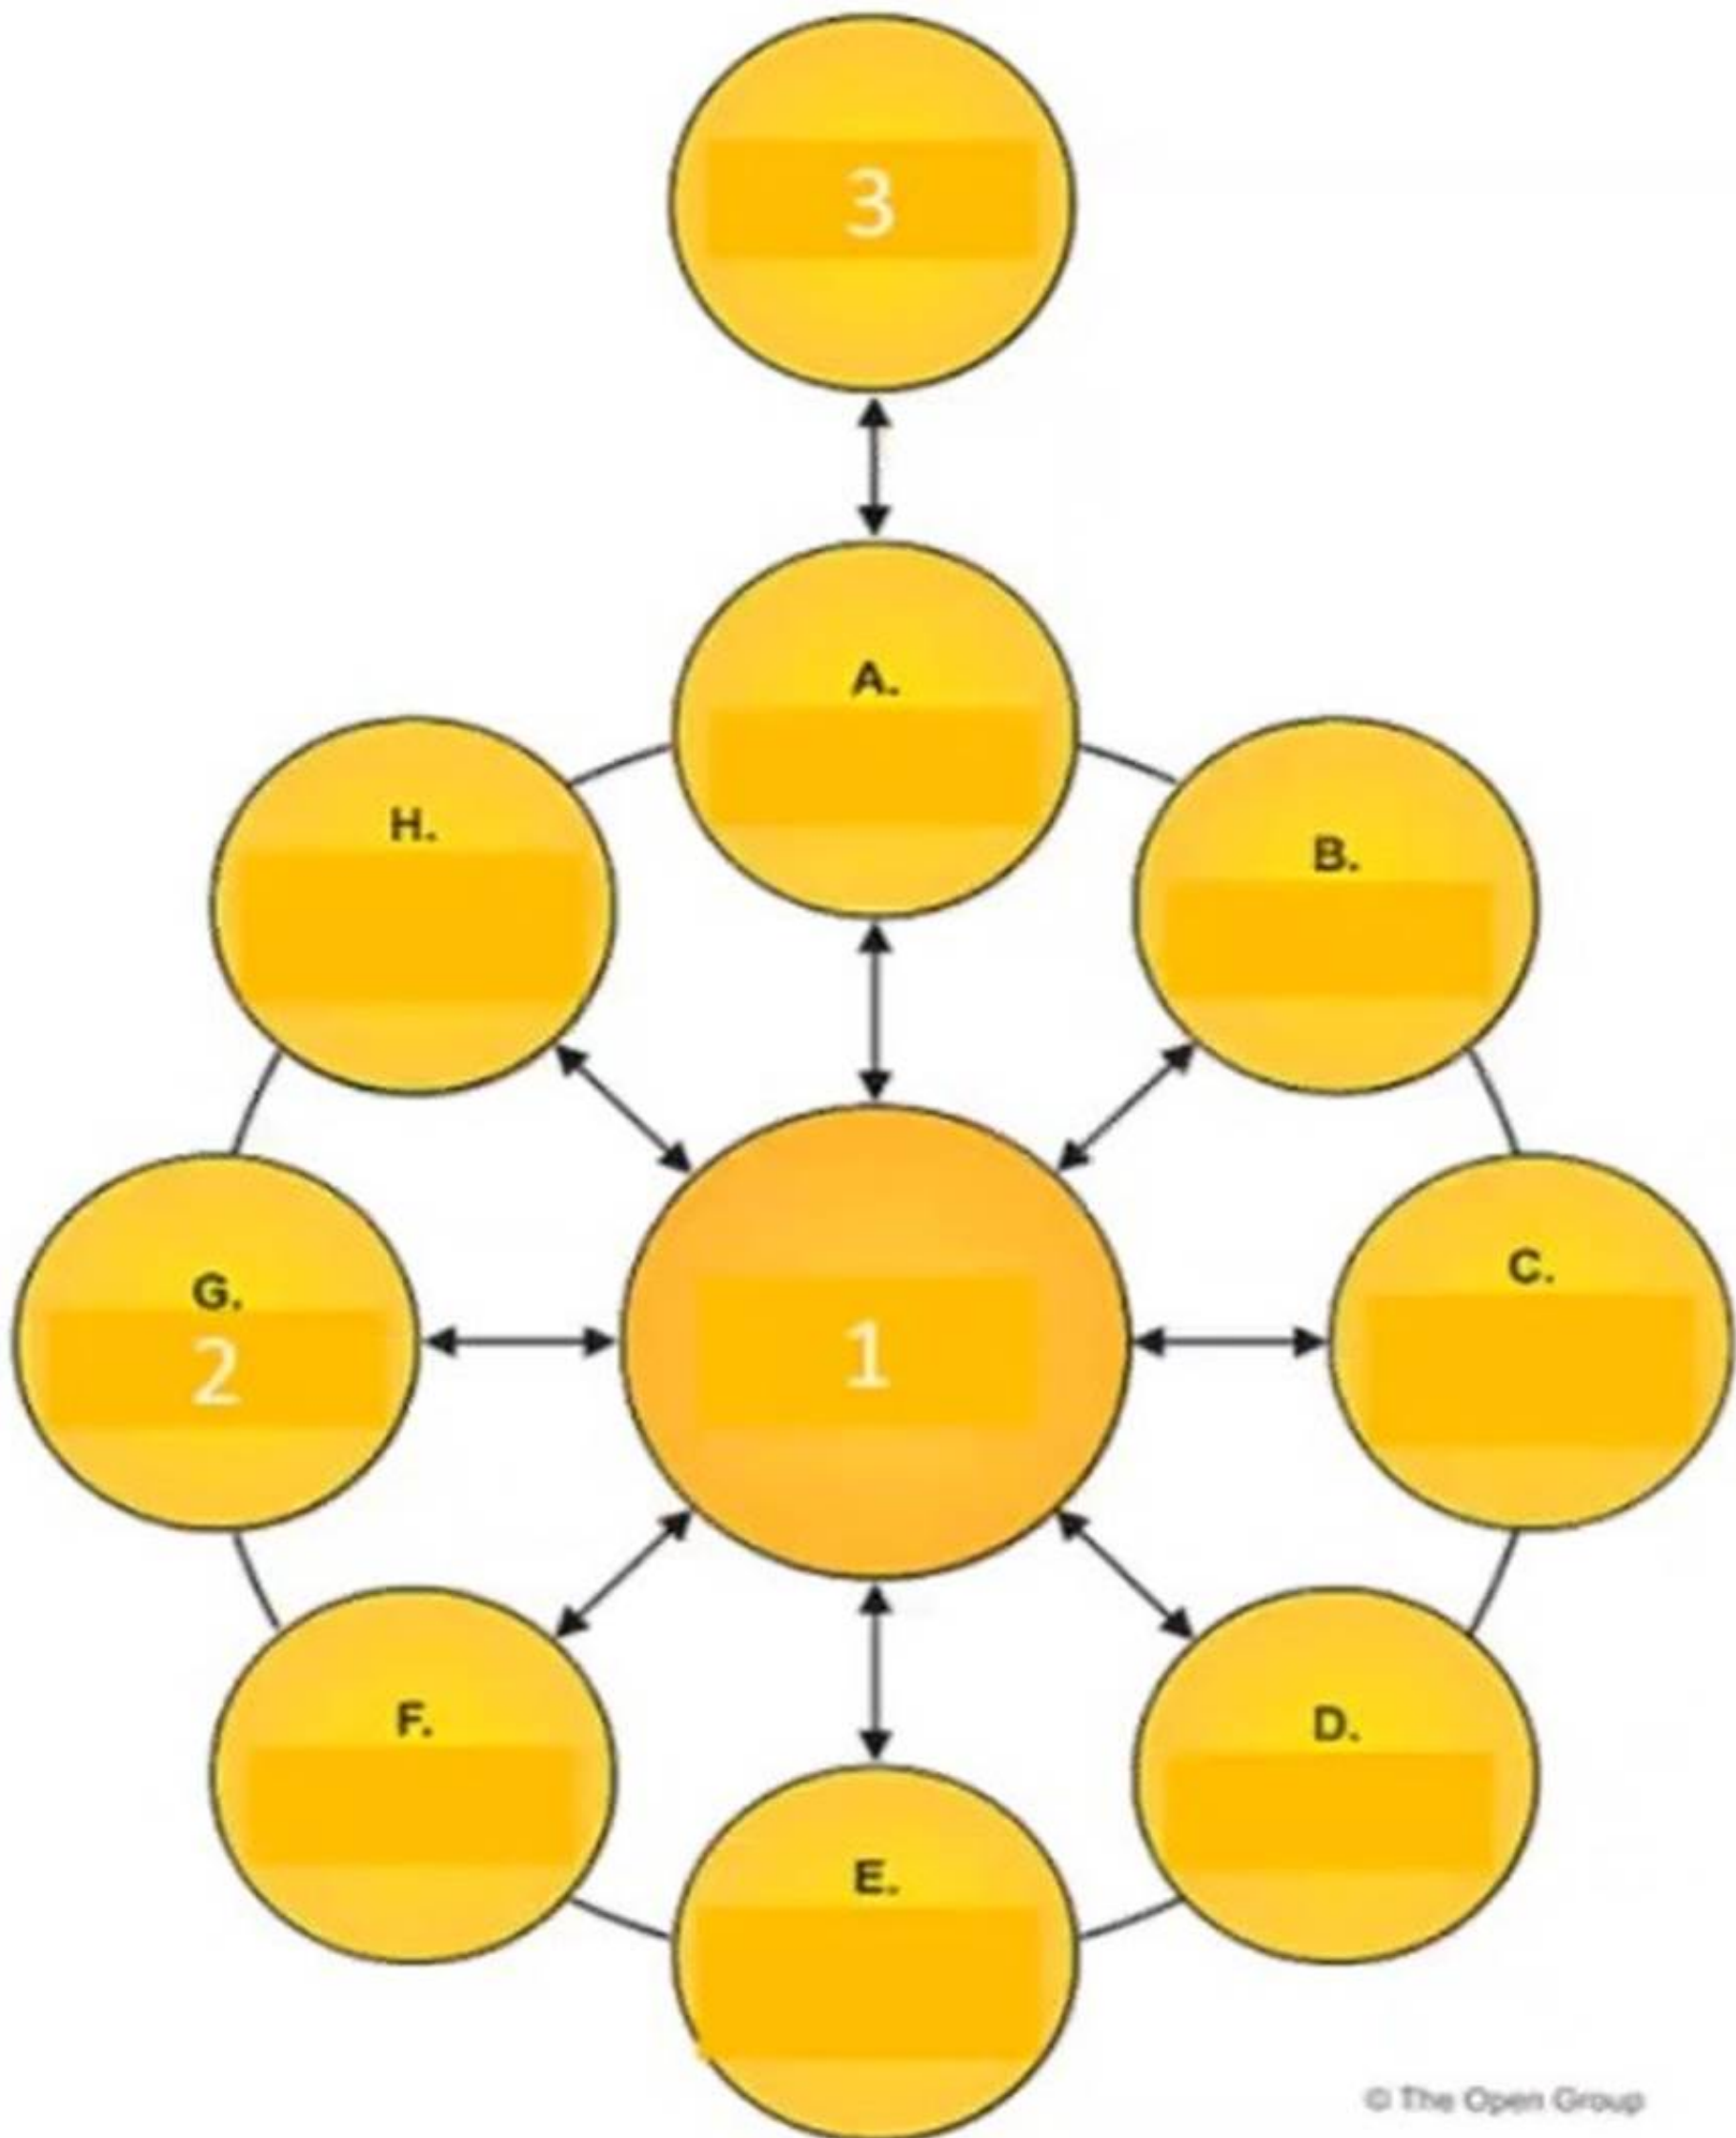 3
A.
H.
B.
G.
2
1
C.
F.
D.
E.
© The Open Group